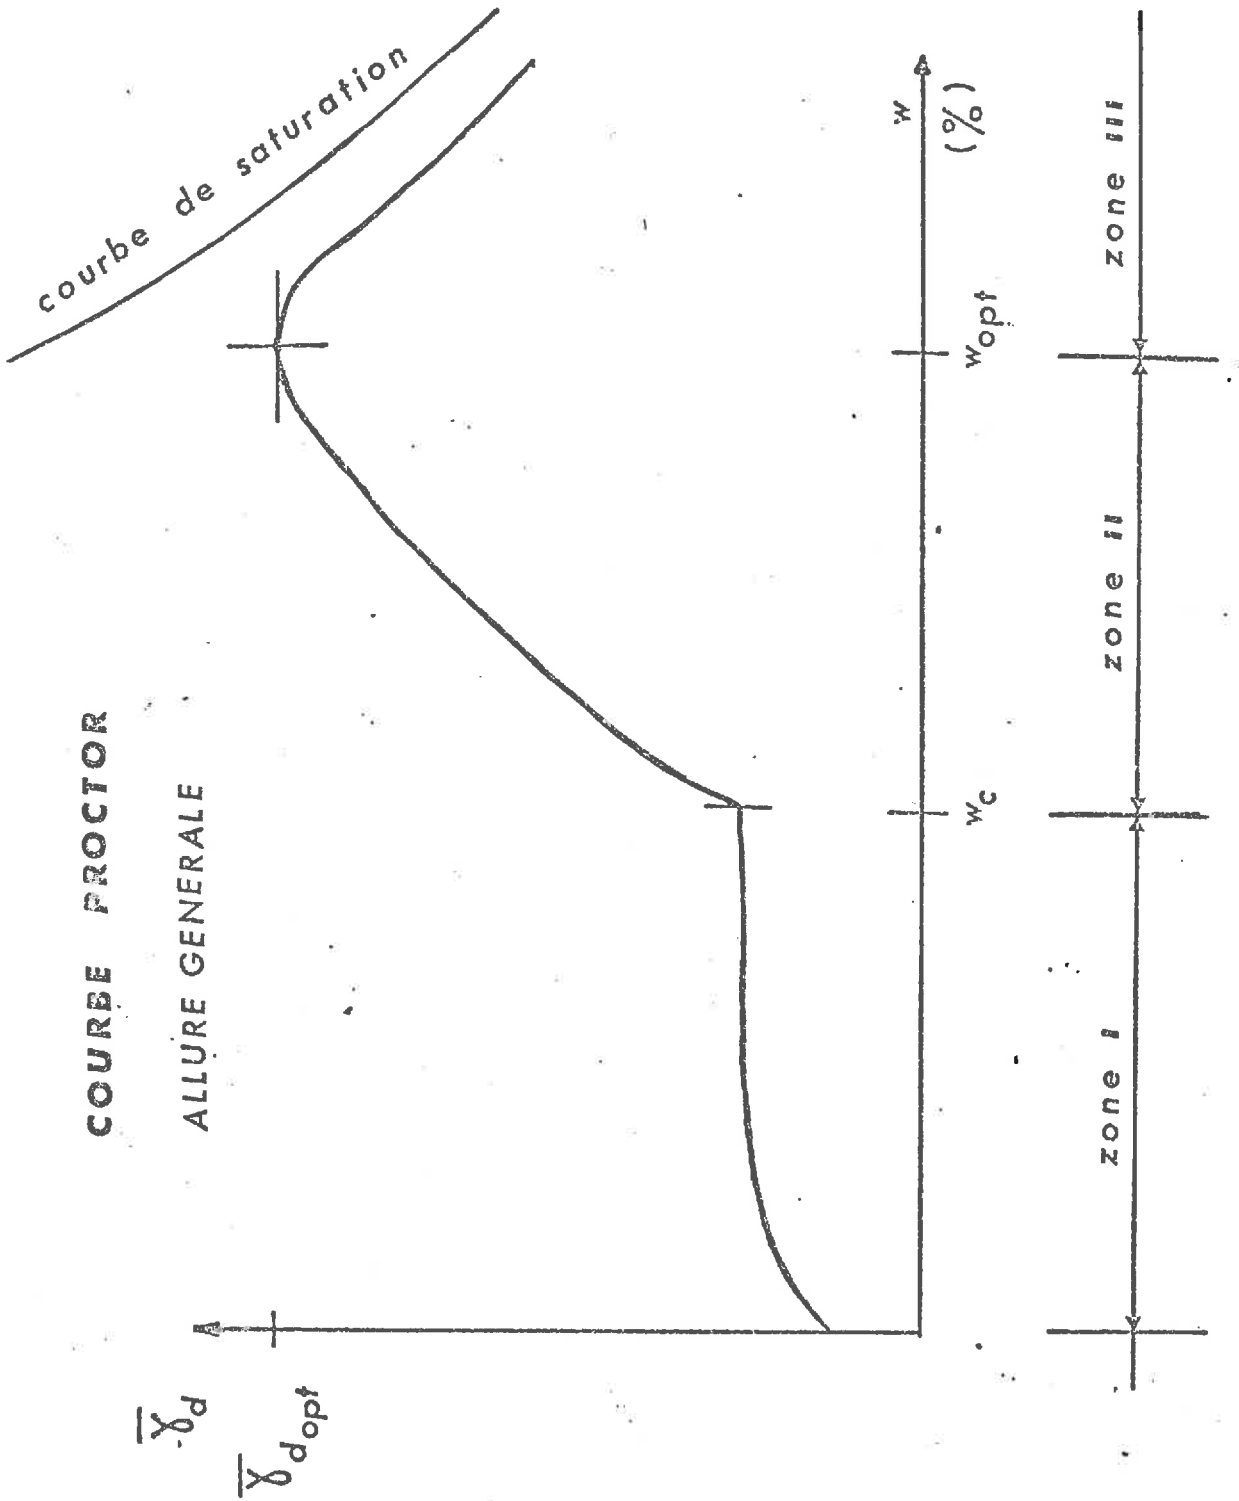 COURBE PROCTOR
ALLURE GENERALE
courbe de saturation
γ̅d
γ̅dopt
w
(%)
wc
wopt
zone I
zone II
zone III